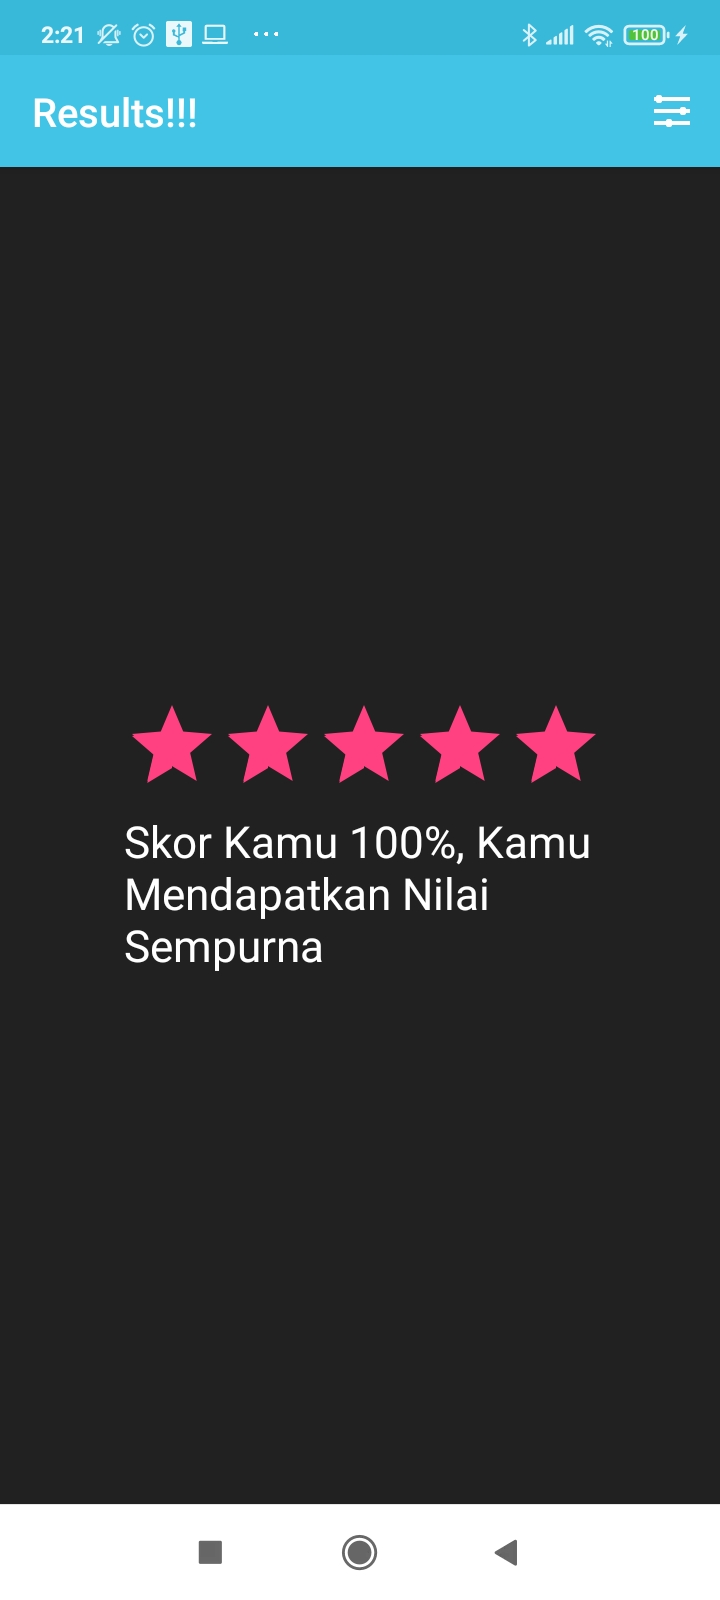 2:21
100
Results!!!
Skor Kamu 100%, Kamu
Mendapatkan Nilai
Sempurna